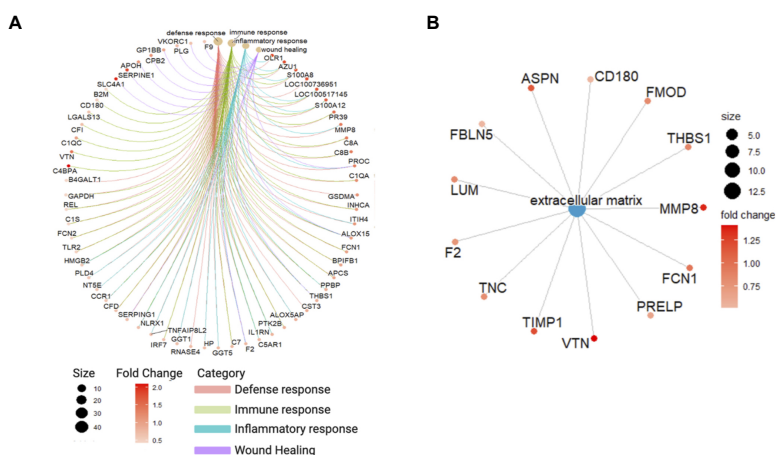 A
defense response
immune response
inflammatory response
wound healing
F9
VKORC1
PLG
GP1BB
CPB2
APOH
SERPINE1
SLC4A1
B2M
CD180
LGALS13
CFI
C1QC
VTN
C4BPA
B4GALT1
GAPDH
REL
C1S
FCN2
TLR2
HMGB2
PLD4
NT5E
CCR1
CFD
SERPING1
NLRX1
TNFAIP8L2
IRF7
GGT1
RNASE4
HP
GGT5
C7
F2
C5AR1
IL1RN
PTK2B
ALOX5AP
CST3
THBS1
PPBP
APCS
BPIFB1
FCN1
ALOX15
ITIH4
INHCA
GSDMA
C1QA
PROC
C8B
C8A
MMP8
PR39
S100A12
LOC100517145
LOC100736951
S100A8
AZU1
OLR1
Size
10
20
30
40
Fold Change
2.0
1.5
1.0
0.5
Category
Defense response
Immune response
Inflammatory response
Wound Healing
B
ASPN
CD180
FMOD
FBLN5
THBS1
LUM
extracellular matrix
MMP8
F2
FCN1
TNC
PRELP
TIMP1
VTN
size
5.0
7.5
10.0
12.5
fold change
1.25
1.00
0.75